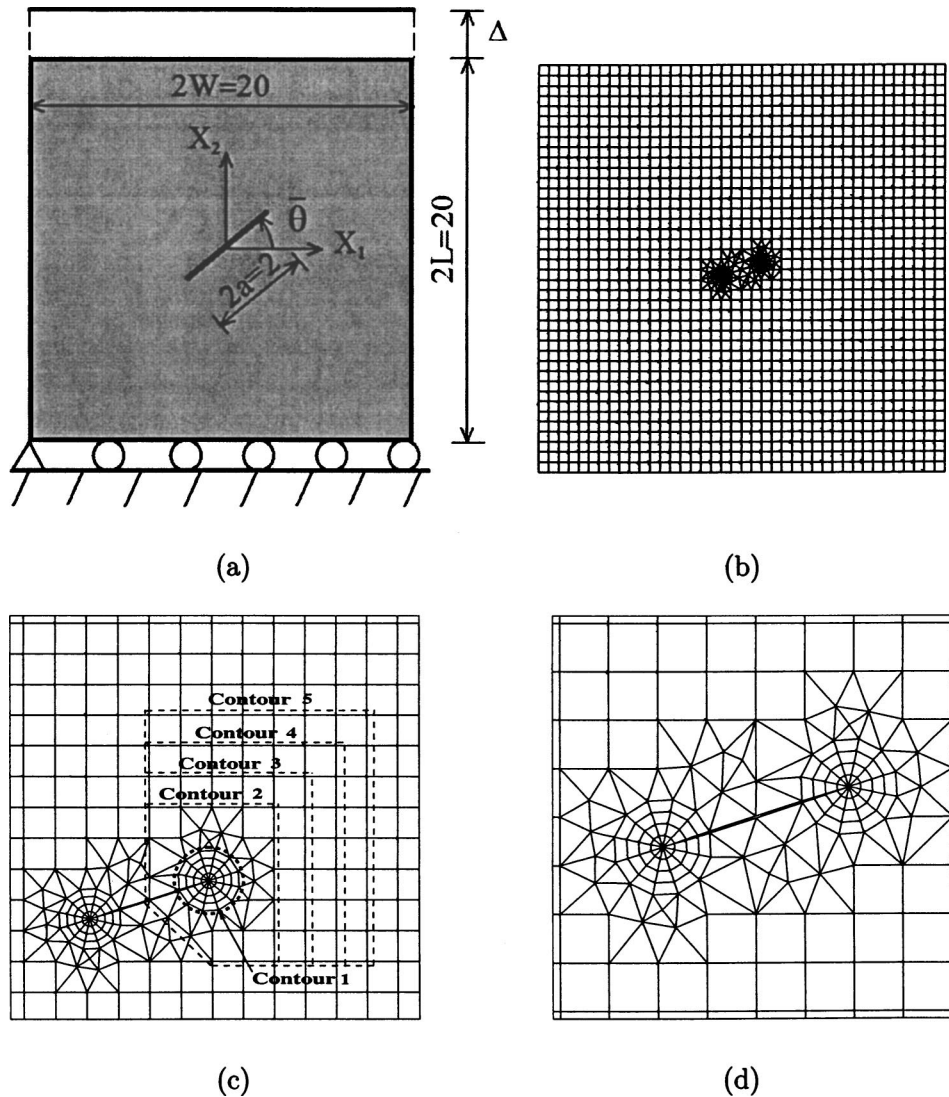 Δ
2W=20
X₂
θ̄
X₁
2a=2
2L=20
(a)
(b)
Contour 5
Contour 4
Contour 3
Contour 2
Contour 1
(c)
(d)